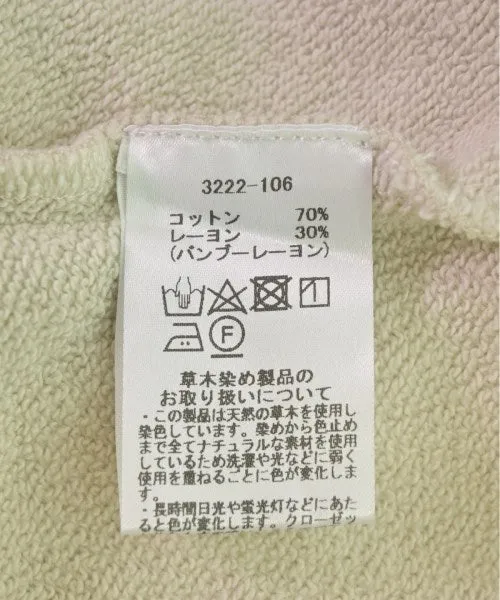 3222-106
コットン 70%
レーヨン 30%
(バンブーレーヨン)
F
草木染め製品の
お取り扱いについて
・この製品は天然の草木を使用し
染色しています。染めから色止め
まで全てナチュラルな素材を使用
しているため洗濯や光などに弱く
使用を重ねるごとに色が変化しま
す。
・長時間日光や蛍光灯などにあた
ると色が変化します。クローゼッ